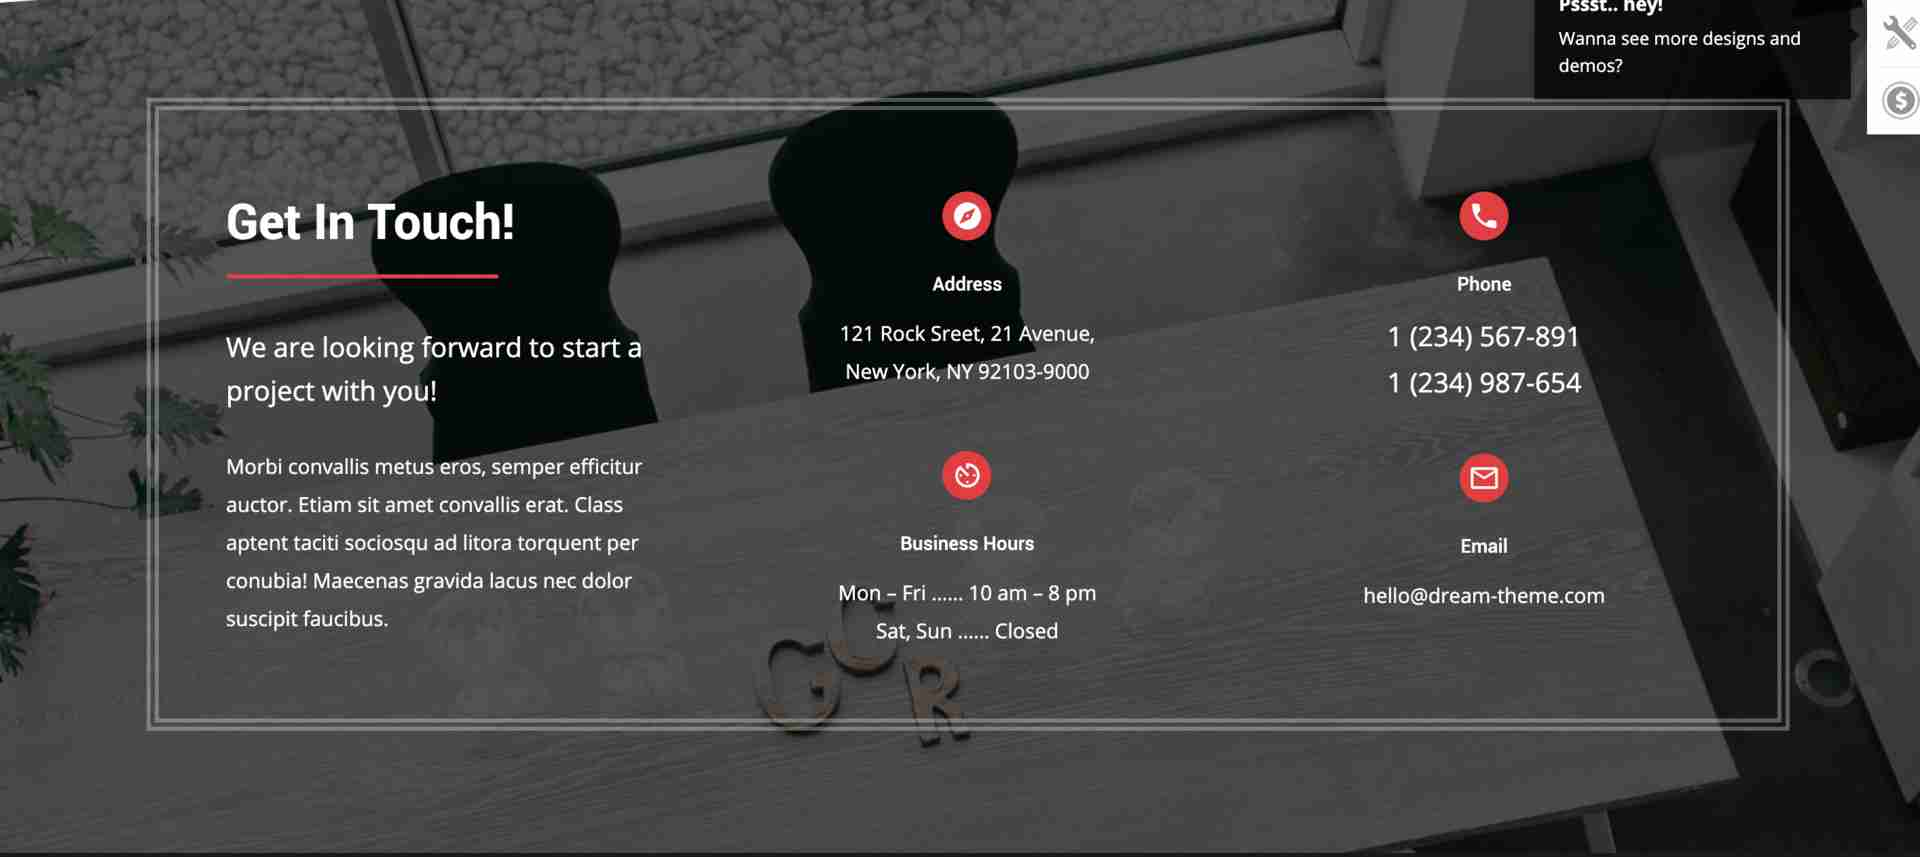 Pssst.. hey!
Wanna see more designs and
demos?
Get In Touch!
We are looking forward to start a
project with you!
Morbi convallis metus eros, semper efficitur
auctor. Etiam sit amet convallis erat. Class
aptent taciti sociosqu ad litora torquent per
conubia! Maecenas gravida lacus nec dolor
suscipit faucibus.
Address
121 Rock Sreet, 21 Avenue,
New York, NY 92103-9000
Phone
1 (234) 567-891
1 (234) 987-654
Business Hours
Mon – Fri ...... 10 am – 8 pm
Sat, Sun ...... Closed
Email
hello@dream-theme.com
G C R